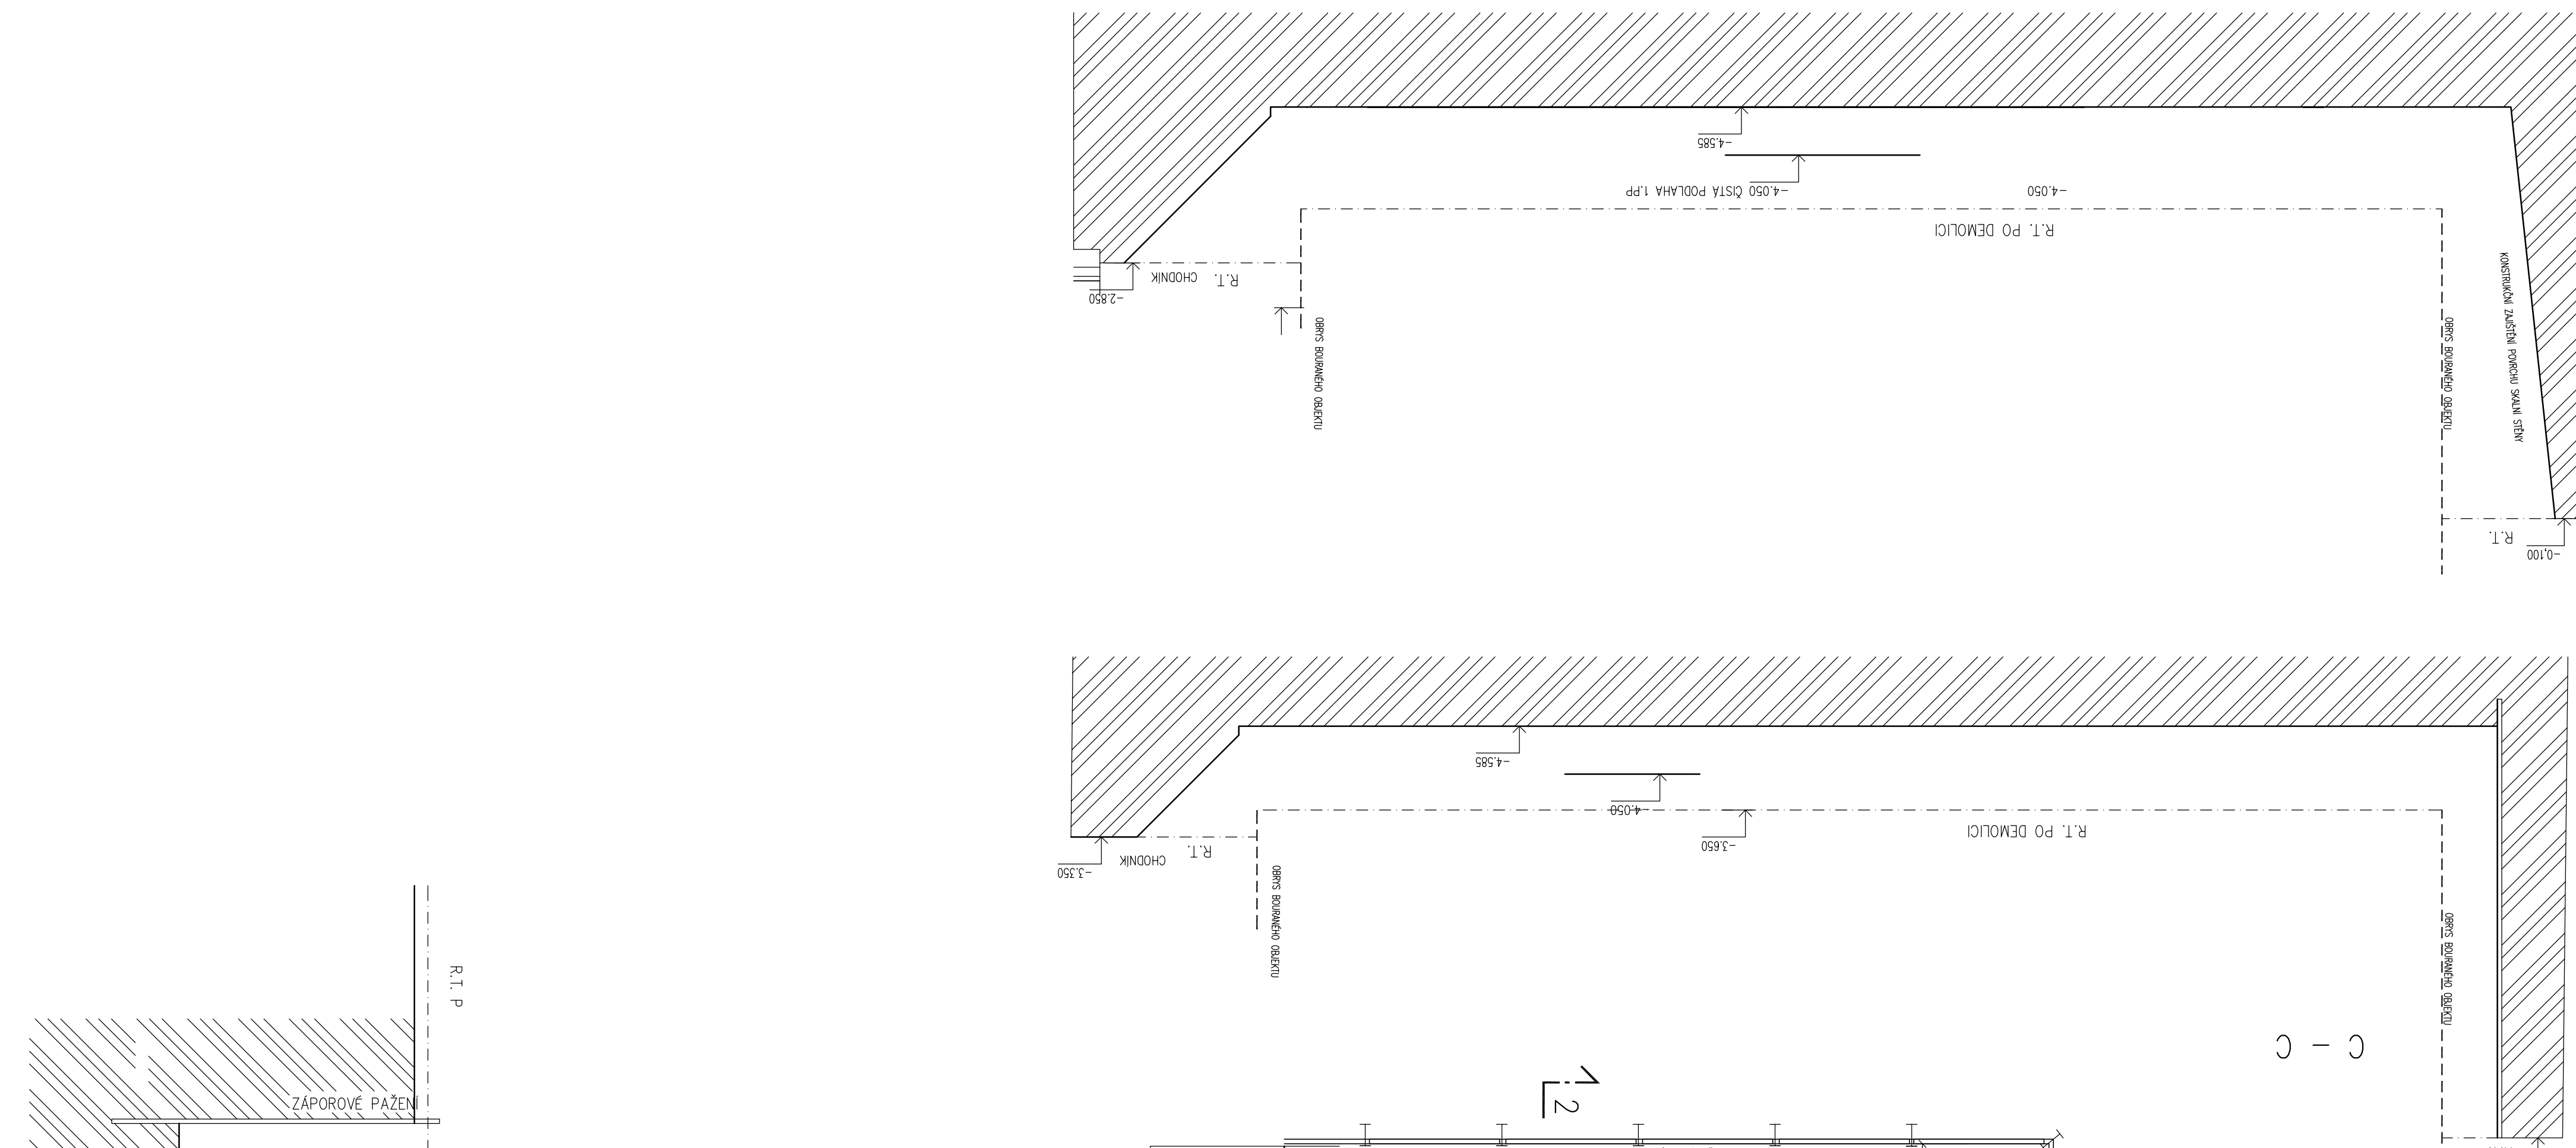 -4.585
-4.050 ČISTÁ PODLAHA 1.PP
-4.050
R.T. PO DEMOLICI
R.T.
CHODNÍK
-2.850
OBRYS BOURANÉHO OBJEKTU
OBRYS BOURANÉHO OBJEKTU
KONSTRUKČNÍ ZAJIŠTĚNÍ POVRCHU SKALNÍ STĚNY
R.T.
-0,100
-4.585
-4.050
R.T. PO DEMOLICI
-3.650
R.T.
CHODNÍK
-3.350
OBRYS BOURANÉHO OBJEKTU
OBRYS BOURANÉHO OBJEKTU
C - C
2
R.T. P
ZÁPOROVÉ PAŽENÍ